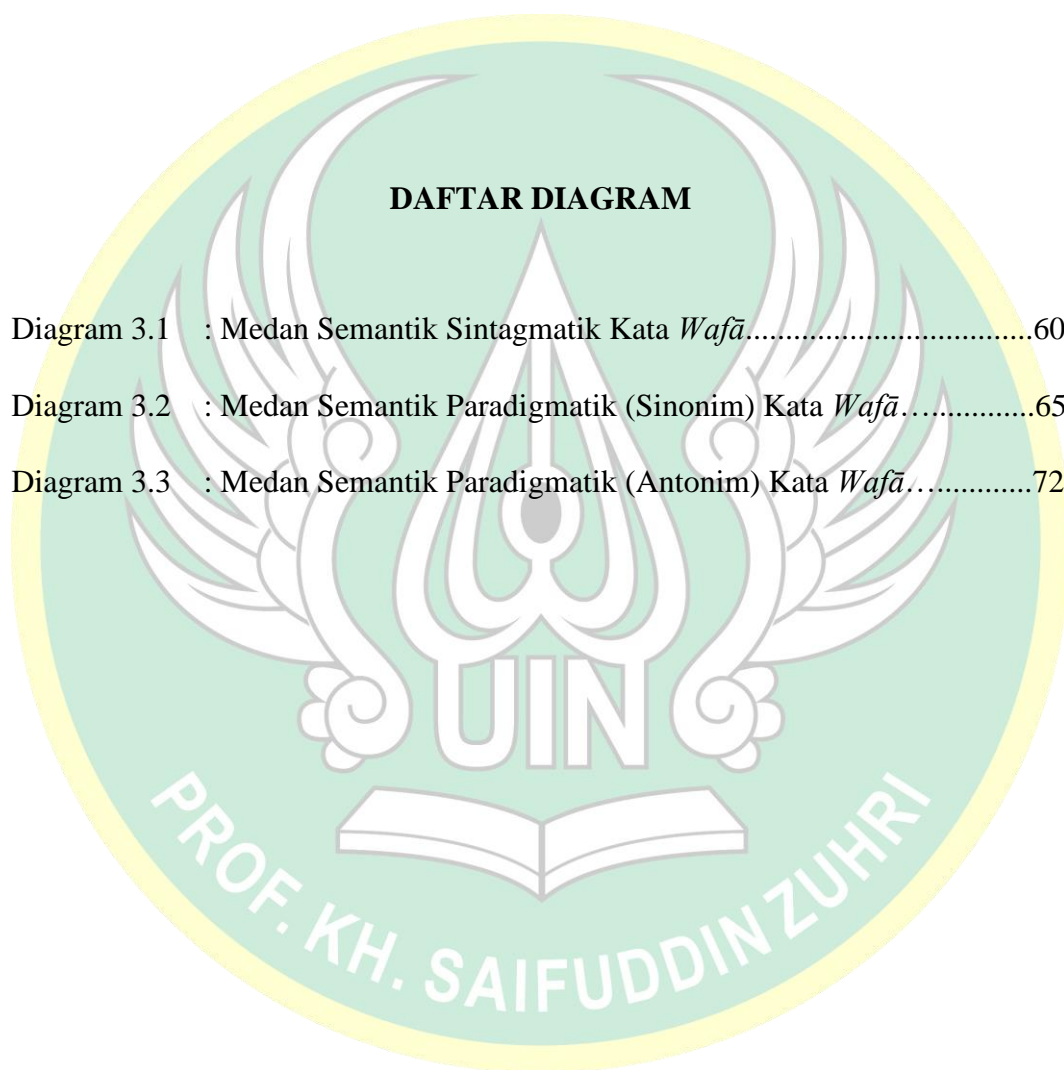 DAFTAR DIAGRAM
Diagram 3.1 : Medan Semantik Sintagmatik Kata Wafā....................................60
Diagram 3.2 : Medan Semantik Paradigmatik (Sinonim) Kata Wafā…............65
Diagram 3.3 : Medan Semantik Paradigmatik (Antonim) Kata Wafā…............72
UIN
PROF. KH. SAIFUDDIN ZUHRI